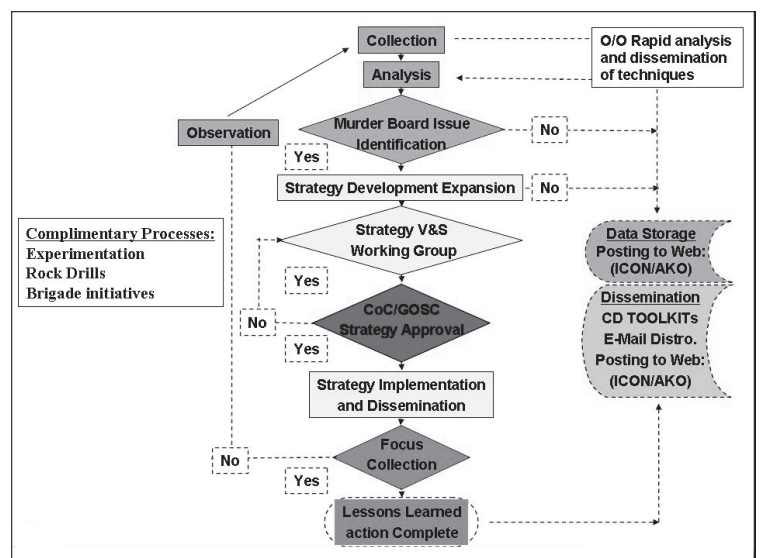 Collection
O/O Rapid analysis
and dissemination
of techniques
Analysis
Observation
Murder Board Issue
Identification
No
Yes
Strategy Development Expansion
No
Complimentary Processes:
Experimentation
Rock Drills
Brigade initiatives
Strategy V&S
Working Group
Data Storage
Posting to Web:
(ICON/AKO)
Yes
Dissemination
CD TOOLKITs
E-Mail Distro.
Posting to Web:
(ICON/AKO)
No
CoC/GOSC
Strategy Approval
Yes
Strategy Implementation
and Dissemination
Focus
Collection
No
Yes
Lessons Learned
action Complete